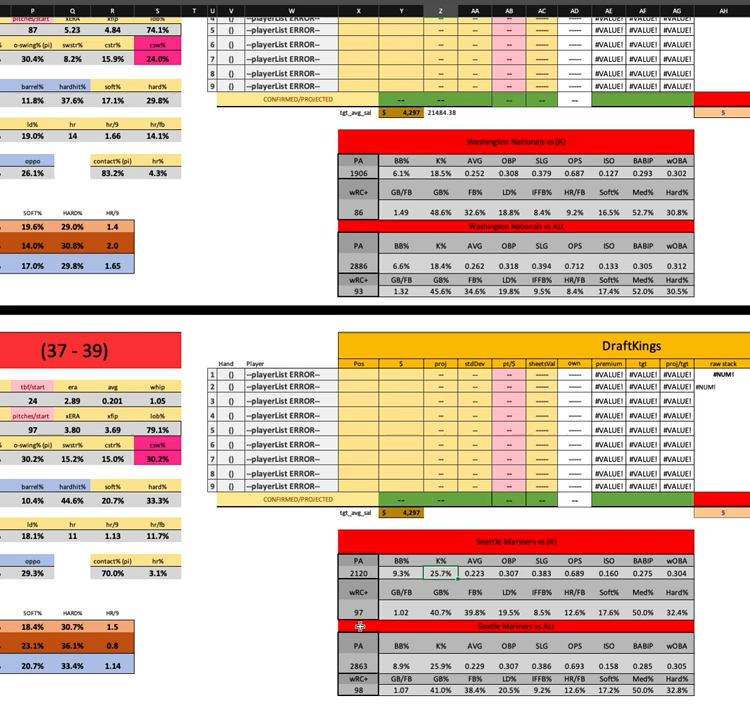 P Q R S T U V W X Y Z AA AB AC AD AE AF AG AH
pitches/start xERA xfip lob%
87 5.23 4.84 74.1%
o-swing% (pi) swstr% cstr% csw%
30.4% 8.2% 15.9% 24.0%
barrel% hardhit% soft% hard%
11.8% 37.6% 17.1% 29.8%
ld% hr hr/9 hr/fb
19.0% 14 1.66 14.1%
oppo contact% (pi) hr%
26.1% 83.2% 4.3%
SOFT% HARD% HR/9
19.6% 29.0% 1.4
14.0% 30.8% 2.0
17.0% 29.8% 1.65
4 () --playerList ERROR-- -- -- ----- ---- #VALUE! #VALUE! #VALUE!
5 () --playerList ERROR-- -- -- ----- ---- #VALUE! #VALUE! #VALUE!
6 () --playerList ERROR-- -- -- ----- ---- #VALUE! #VALUE! #VALUE!
7 () --playerList ERROR-- -- -- ----- ---- #VALUE! #VALUE! #VALUE!
8 () --playerList ERROR-- -- -- ----- ---- #VALUE! #VALUE! #VALUE!
9 () --playerList ERROR-- -- -- ----- ---- #VALUE! #VALUE! #VALUE!
CONFIRMED/PROJECTED -- -- -- -- --
tgt_avg_sal $ 4,297 21484.38 5
Washington Nationals vs (R)
PA BB% K% AVG OBP SLG OPS ISO BABIP wOBA
1906 6.1% 18.5% 0.252 0.308 0.379 0.687 0.127 0.293 0.302
wRC+ GB/FB GB% FB% LD% IFFB% HR/FB Soft% Med% Hard%
86 1.49 48.6% 32.6% 18.8% 8.4% 9.2% 16.5% 52.7% 30.8%
Washington Nationals vs ALL
PA BB% K% AVG OBP SLG OPS ISO BABIP wOBA
2886 6.6% 18.4% 0.262 0.318 0.394 0.712 0.133 0.305 0.312
wRC+ GB/FB GB% FB% LD% IFFB% HR/FB Soft% Med% Hard%
93 1.32 45.6% 34.6% 19.8% 9.5% 8.4% 17.4% 52.0% 30.5%
(37 - 39)
tbf/start era avg whip
24 2.89 0.201 1.05
pitches/start xERA xfip lob%
97 3.80 3.69 79.1%
o-swing% (pi) swstr% cstr% csw%
30.2% 15.2% 15.0% 30.2%
barrel% hardhit% soft% hard%
10.4% 44.6% 20.7% 33.3%
ld% hr hr/9 hr/fb
18.1% 11 1.13 11.7%
oppo contact% (pi) hr%
29.3% 70.0% 3.1%
SOFT% HARD% HR/9
18.4% 30.7% 1.5
23.1% 36.1% 0.8
20.7% 33.4% 1.14
DraftKings
Hand Player Pos $ proj stdDev pt/$ sheetsVal own premium tgt proj/tgt raw stack
1 () --playerList ERROR-- -- -- -- ----- ---- #VALUE! #VALUE! #VALUE! #NUM!
2 () --playerList ERROR-- -- -- -- ----- ---- #VALUE! #VALUE! #VALUE! #NUM!
3 () --playerList ERROR-- -- -- -- ----- ---- #VALUE! #VALUE! #VALUE!
4 () --playerList ERROR-- -- -- -- ----- ---- #VALUE! #VALUE! #VALUE!
5 () --playerList ERROR-- -- -- -- ----- ---- #VALUE! #VALUE! #VALUE!
6 () --playerList ERROR-- -- -- -- ----- ---- #VALUE! #VALUE! #VALUE!
7 () --playerList ERROR-- -- -- -- ----- ---- #VALUE! #VALUE! #VALUE!
8 () --playerList ERROR-- -- -- -- ----- ---- #VALUE! #VALUE! #VALUE!
9 () --playerList ERROR-- -- -- -- ----- ---- #VALUE! #VALUE! #VALUE!
CONFIRMED/PROJECTED -- -- -- -- --
tgt_avg_sal $ 4,297 5
Seattle Mariners vs (R)
PA BB% K% AVG OBP SLG OPS ISO BABIP wOBA
2120 9.3% 25.7% 0.223 0.307 0.383 0.689 0.160 0.275 0.304
wRC+ GB/FB GB% FB% LD% IFFB% HR/FB Soft% Med% Hard%
97 1.02 40.7% 39.8% 19.5% 8.5% 12.6% 17.6% 50.0% 32.4%
Seattle Mariners vs ALL
PA BB% K% AVG OBP SLG OPS ISO BABIP wOBA
2863 8.9% 25.9% 0.229 0.307 0.386 0.693 0.158 0.285 0.305
wRC+ GB/FB GB% FB% LD% IFFB% HR/FB Soft% Med% Hard%
98 1.07 41.0% 38.4% 20.5% 9.2% 12.6% 17.2% 50.0% 32.8%